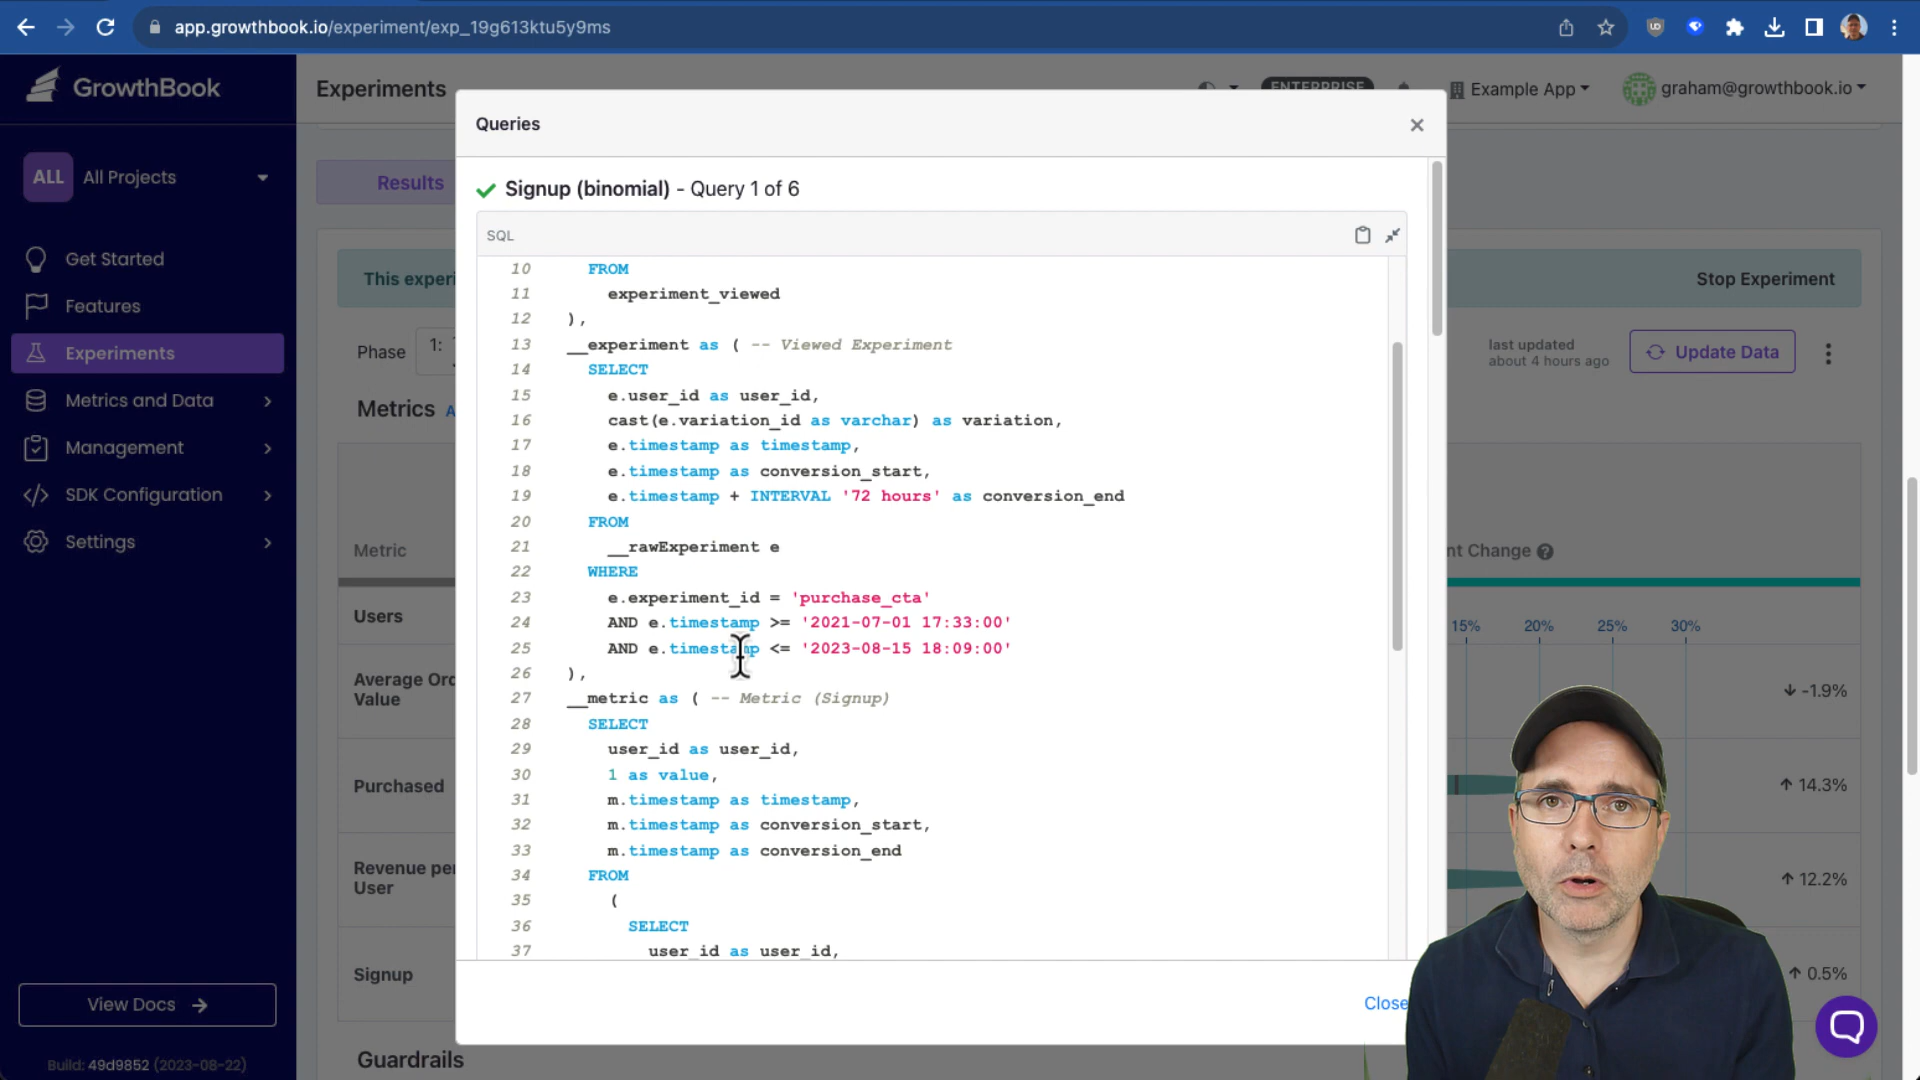 app.growthbook.io/experiment/exp_19g613ktu5y9ms
GrowthBook
Experiments
ENTERPRISE
Example App
graham@growthbook.io
ALL All Projects
Get Started
Features
Experiments
Metrics and Data
Management
SDK Configuration
Settings
View Docs
Build: 49d9852 (2023-08-22)
Results
This experi
Stop Experiment
Phase 1:
last updated
about 4 hours ago
Update Data
Metrics A
Metric
nt Change
Users
15% 20% 25% 30%
Average Orc
Value
-1.9%
Purchased
14.3%
Revenue per
User
12.2%
Signup
0.5%
Guardrails
Queries
Signup (binomial) - Query 1 of 6
SQL
10 FROM
11 experiment_viewed
12 ),
13 __experiment as ( -- Viewed Experiment
14 SELECT
15 e.user_id as user_id,
16 cast(e.variation_id as varchar) as variation,
17 e.timestamp as timestamp,
18 e.timestamp as conversion_start,
19 e.timestamp + INTERVAL '72 hours' as conversion_end
20 FROM
21 __rawExperiment e
22 WHERE
23 e.experiment_id = 'purchase_cta'
24 AND e.timestamp >= '2021-07-01 17:33:00'
25 AND e.timestamp <= '2023-08-15 18:09:00'
26 ),
27 __metric as ( -- Metric (Signup)
28 SELECT
29 user_id as user_id,
30 1 as value,
31 m.timestamp as timestamp,
32 m.timestamp as conversion_start,
33 m.timestamp as conversion_end
34 FROM
35 (
36 SELECT
37 user_id as user_id,
Close